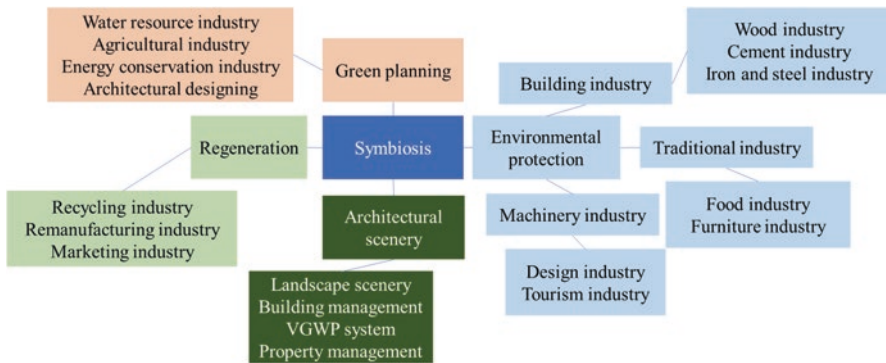 Water resource industry
Agricultural industry
Energy conservation industry
Architectural designing
Green planning
Wood industry
Cement industry
Iron and steel industry
Building industry
Regeneration
Symbiosis
Environmental
protection
Traditional industry
Recycling industry
Remanufacturing industry
Marketing industry
Architectural
scenery
Machinery industry
Food industry
Furniture industry
Landscape scenery
Building management
VGWP system
Property management
Design industry
Tourism industry